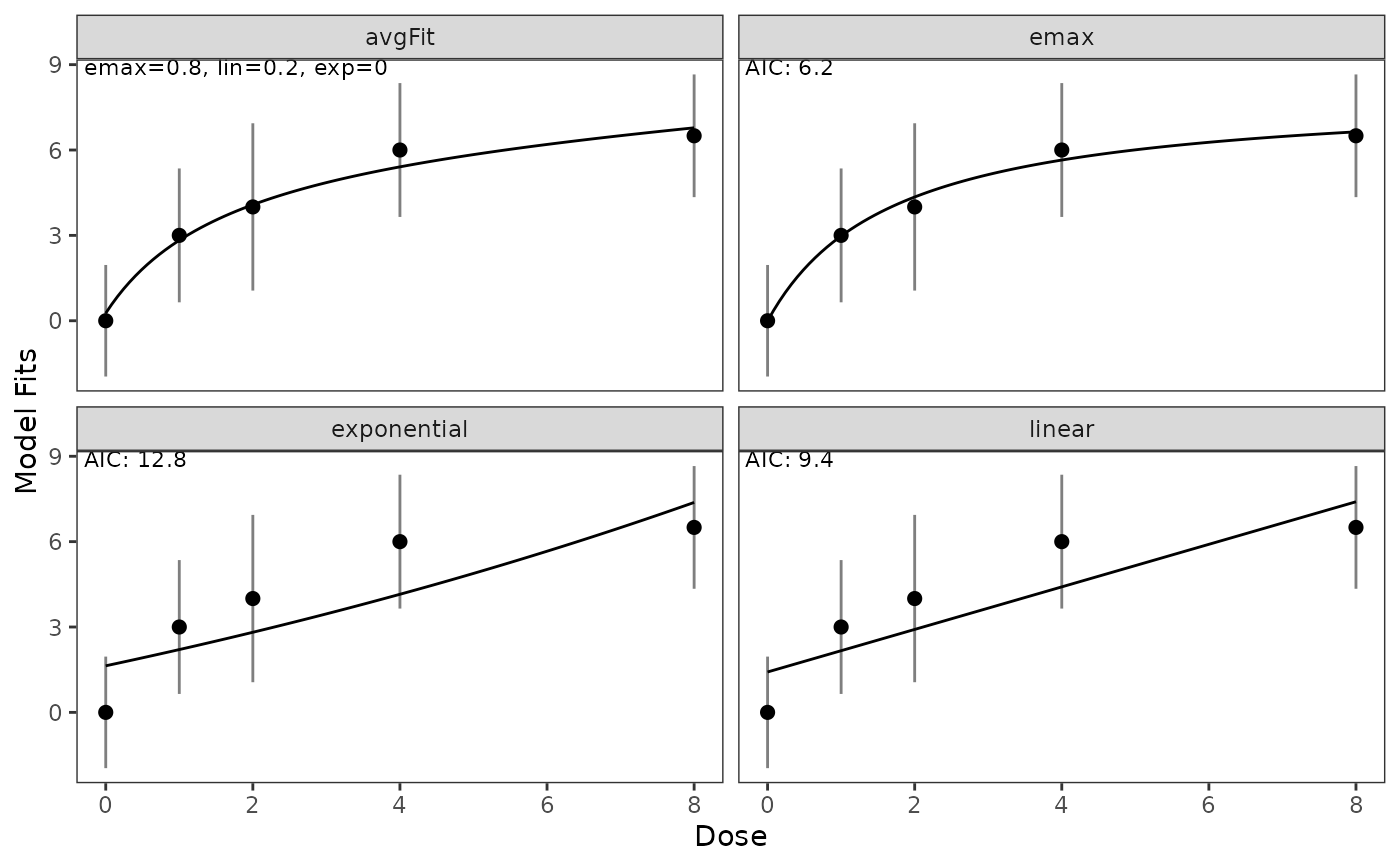 avgFit
emax
9
emax=0.8, lin=0.2, exp=0
AIC: 6.2
6
3
0
Model Fits
exponential
linear
9
AIC: 12.8
AIC: 9.4
6
3
0
0 2 4 6 8
0 2 4 6 8
Dose